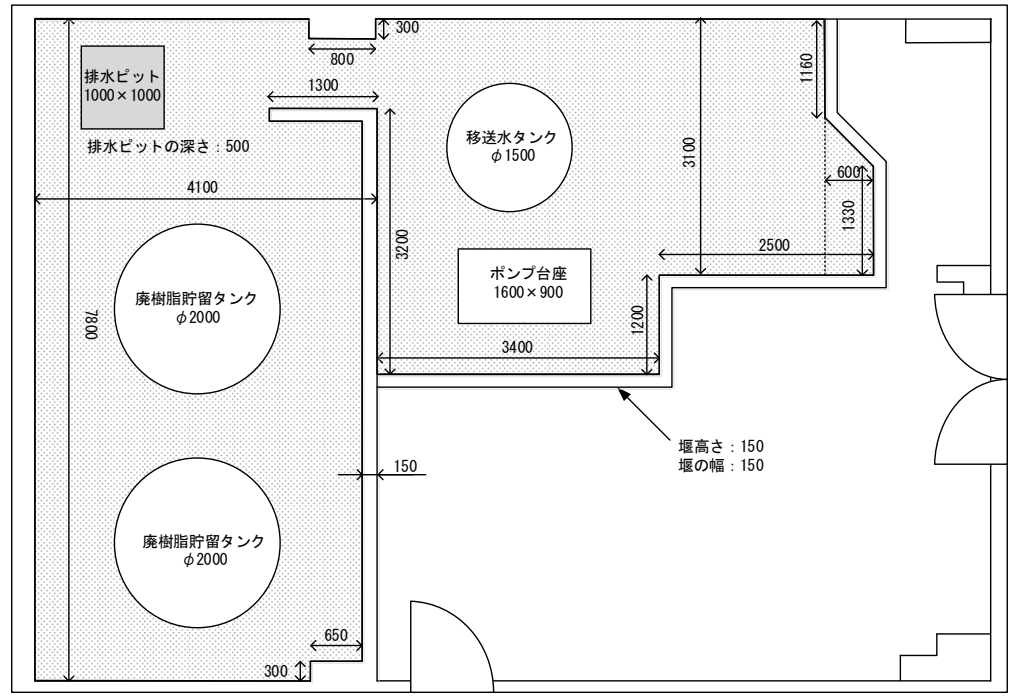 300
800
排水ピット
1000×1000
1300
1160
移送水タンク
φ1500
排水ピットの深さ：500
3100
4100
600
3200
1330
2500
ポンプ台座
1600×900
廃樹脂貯留タンク
φ2000
7800
1200
3400
堰高さ：150
堰の幅：150
150
廃樹脂貯留タンク
φ2000
650
300